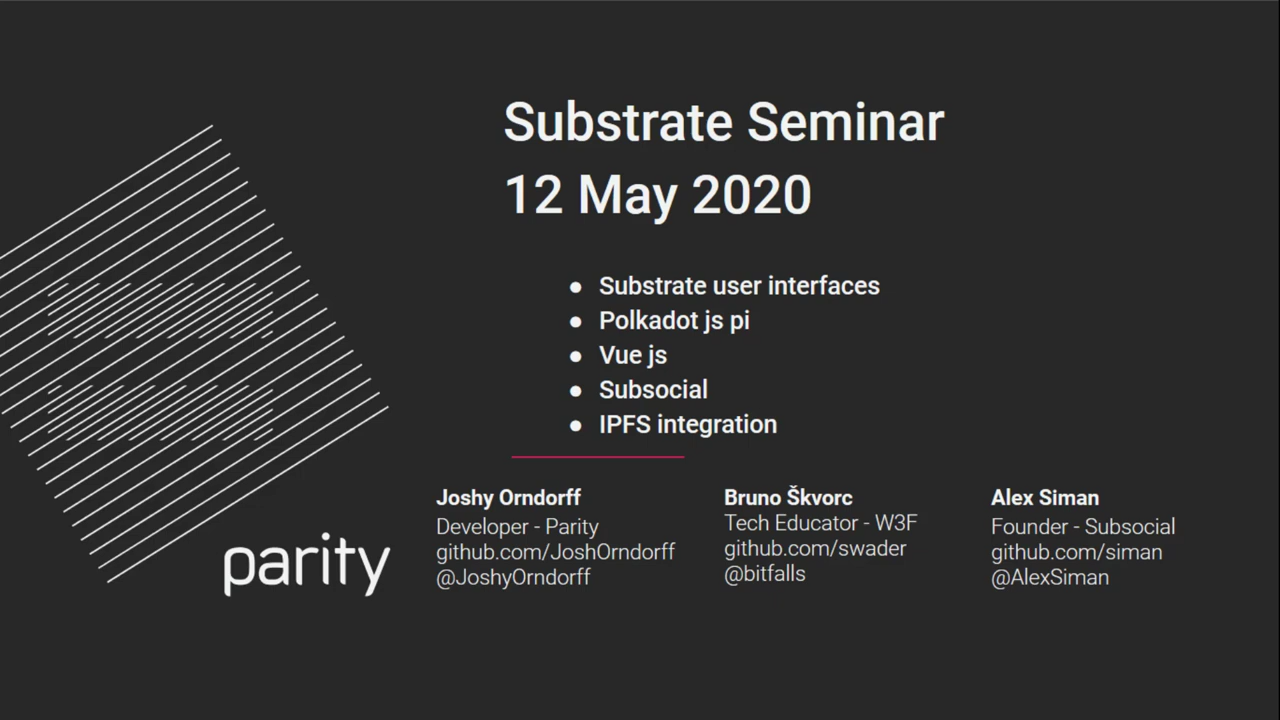 Substrate Seminar
12 May 2020
● Substrate user interfaces
● Polkadot js pi
● Vue js
● Subsocial
● IPFS integration
Joshy Orndorff
Developer - Parity
github.com/JoshOrndorff
@JoshyOrndorff
Bruno Škvorc
Tech Educator - W3F
github.com/swader
@bitfalls
Alex Siman
Founder - Subsocial
github.com/siman
@AlexSiman
parity